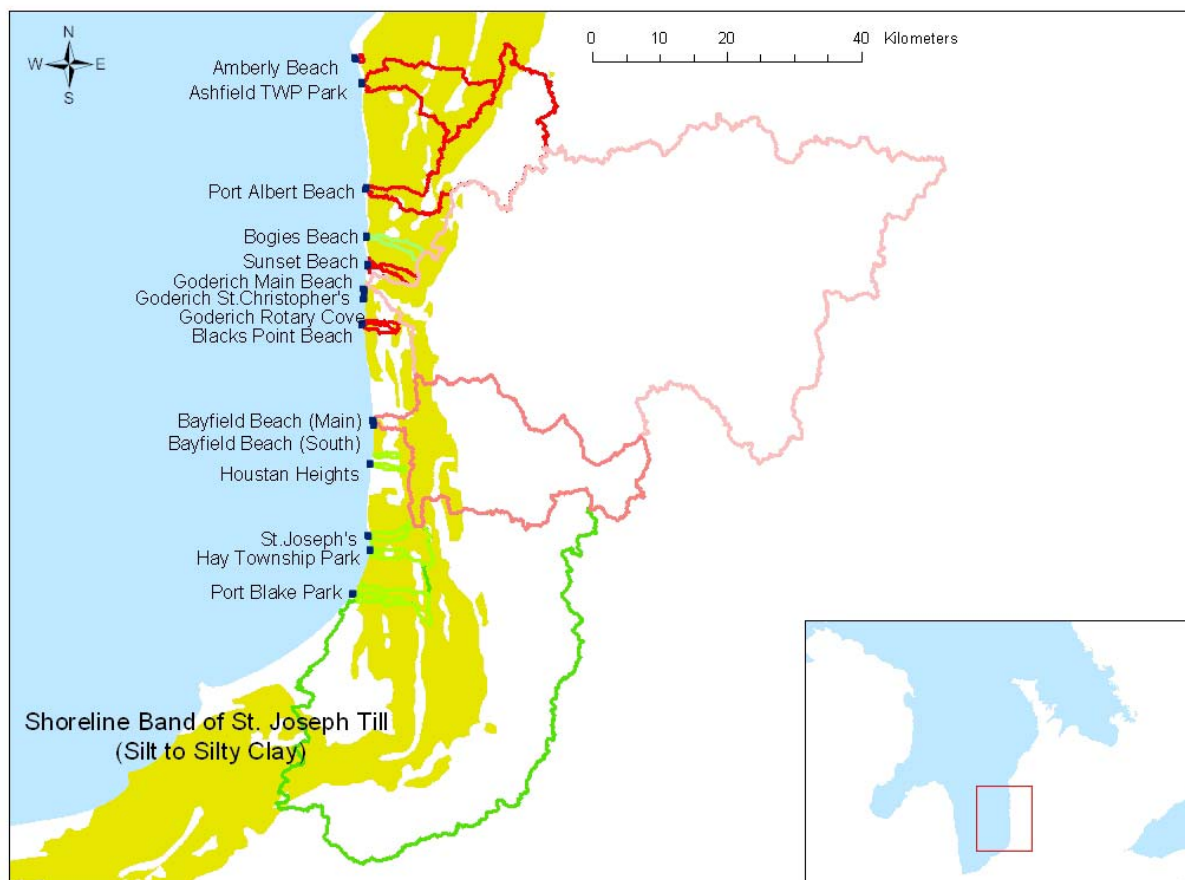 N
W E
S
0 10 20 40 Kilometers
Amberly Beach
Ashfield TWP Park
Port Albert Beach
Bogies Beach
Sunset Beach
Goderich Main Beach
Goderich St.Christopher's
Goderich Rotary Cove
Blacks Point Beach
Bayfield Beach (Main)
Bayfield Beach (South)
Houstan Heights
St.Joseph's
Hay Township Park
Port Blake Park
Shoreline Band of St. Joseph Till
(Silt to Silty Clay)